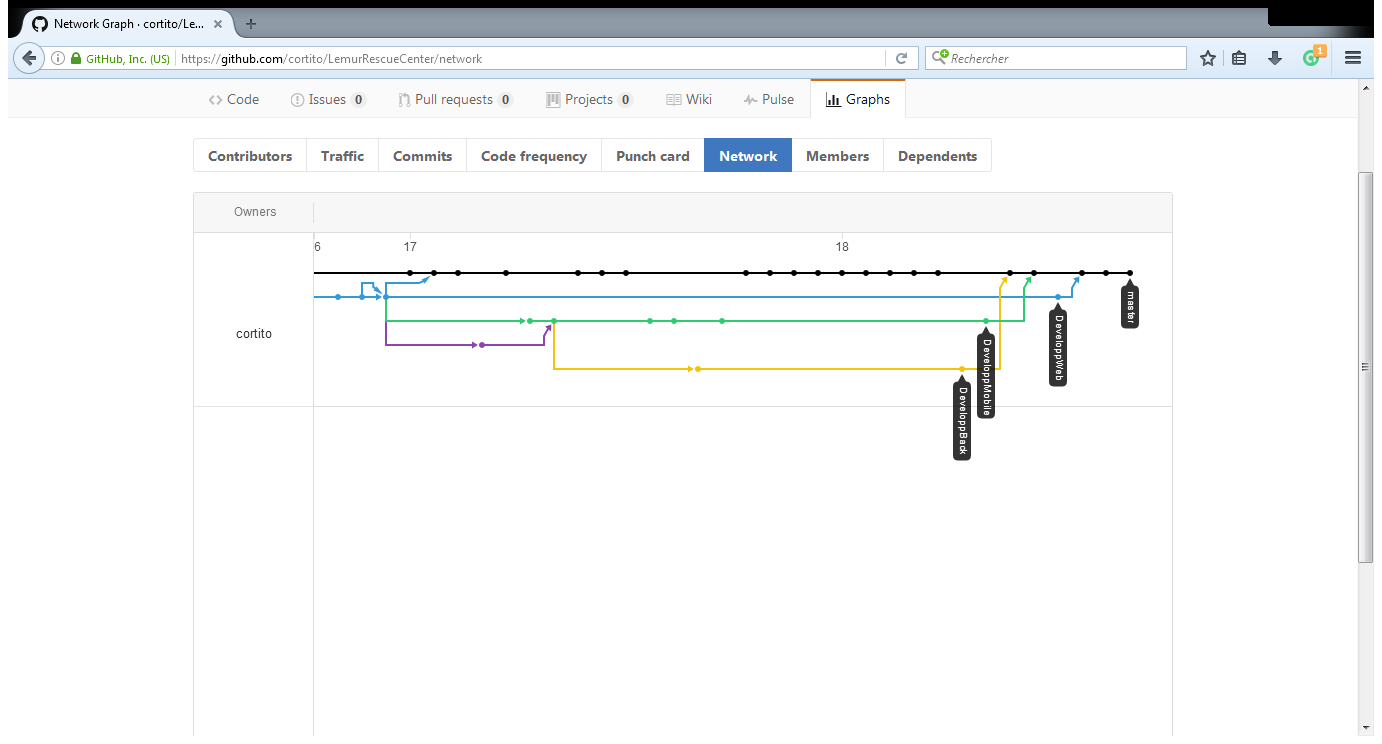 Network Graph · cortito/Le...
GitHub, Inc. (US) https://github.com/cortito/LemurRescueCenter/network Rechercher 1
Code Issues 0 Pull requests 0 Projects 0 Wiki Pulse Graphs
Contributors Traffic Commits Code frequency Punch card Network Members Dependents
Owners
6 17 18
cortito
master
DeveloppWeb
DeveloppMobile
DeveloppBack